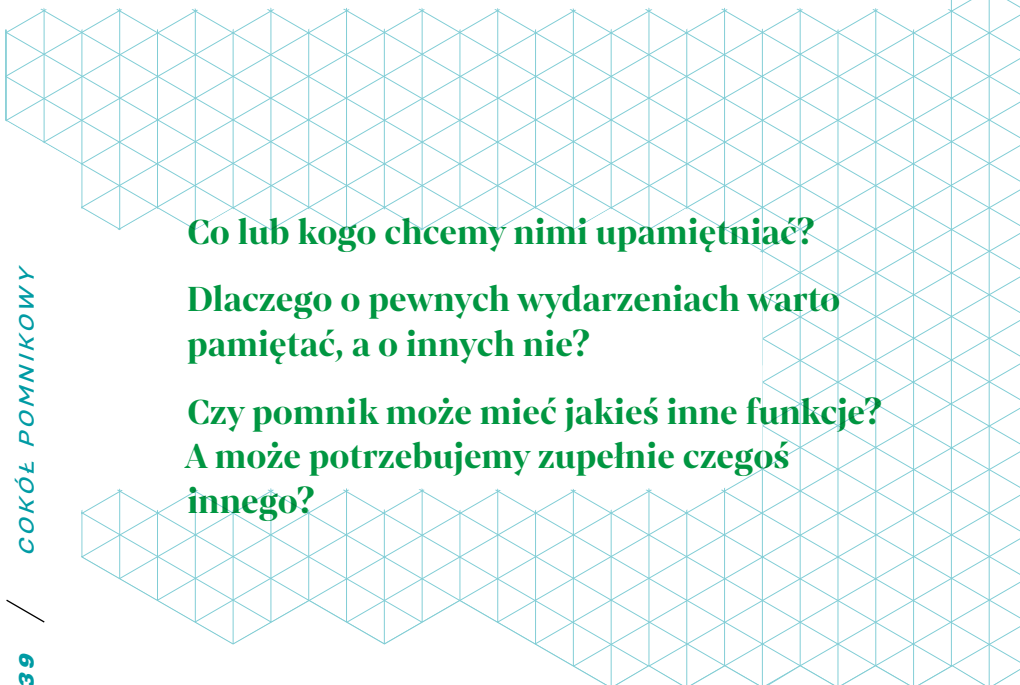 Co lub kogo chcemy nimi upamiętniać?
Dlaczego o pewnych wydarzeniach warto
pamiętać, a o innych nie?
Czy pomnik może mieć jakieś inne funkcje?
A może potrzebujemy zupełnie czegoś
innego?
39 / COKÓŁ POMNIKOWY